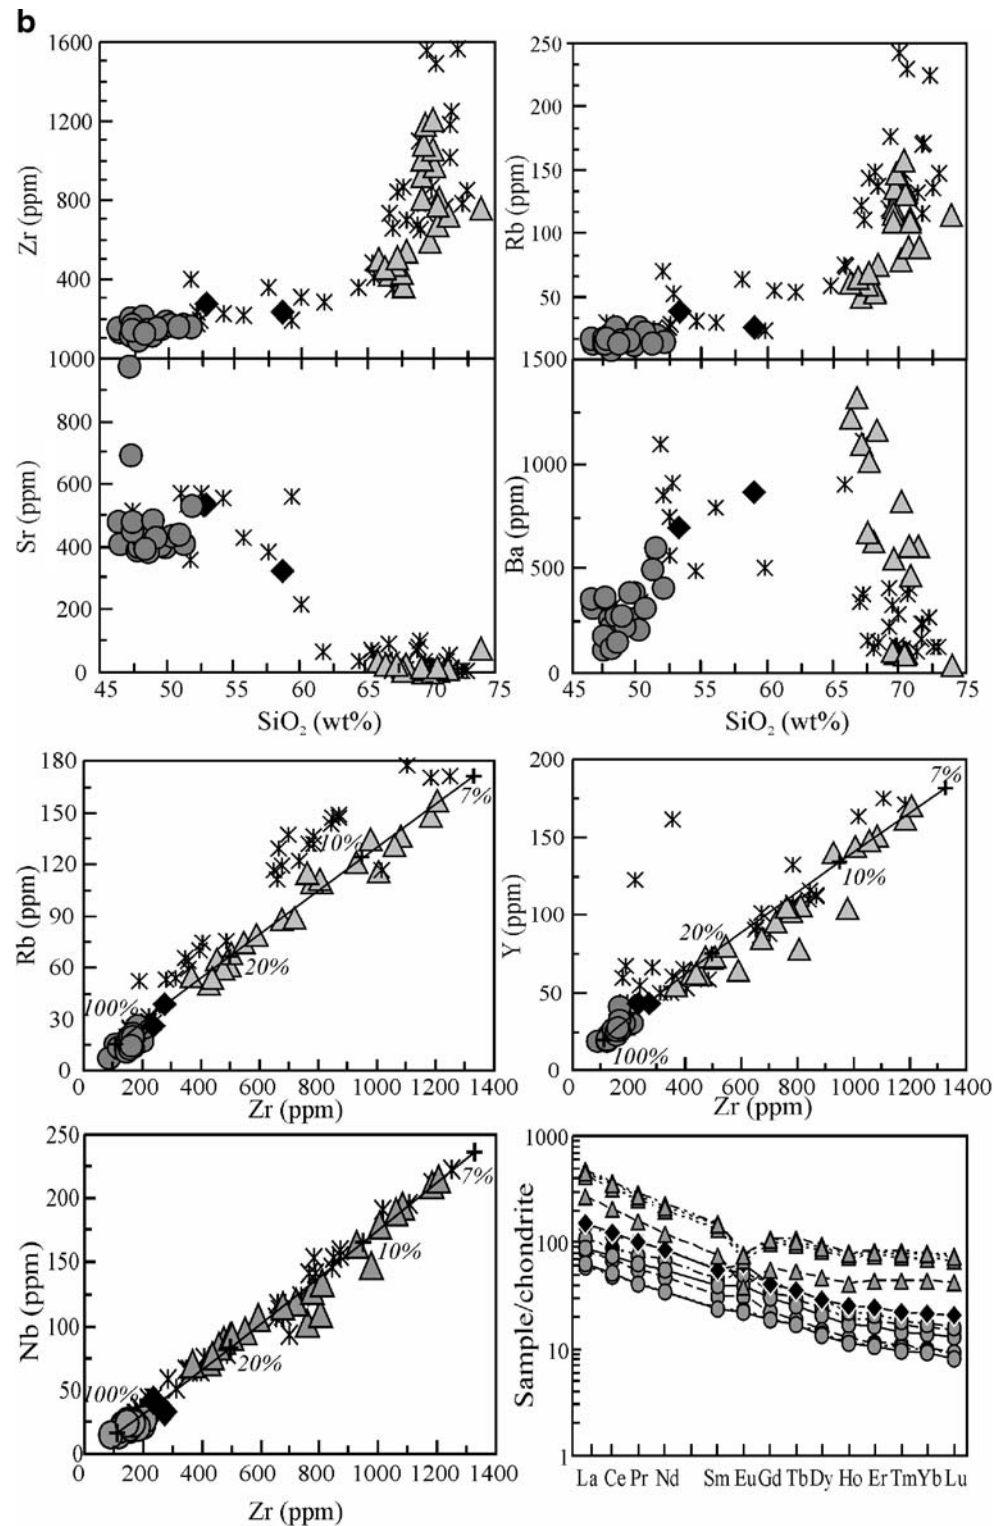 b
1600
1200
800
400
1000
Zr (ppm)
250
200
150
100
50
1500
Rb (ppm)
800
600
400
200
0
Sr (ppm)
1000
500
0
Ba (ppm)
45 50 55 60 65 70 75
SiO₂ (wt%)
45 50 55 60 65 70 75
SiO₂ (wt%)
180
150
120
90
60
30
0
Rb (ppm)
7%
10%
20%
100%
0 200 400 600 800 1000 1200 1400
Zr (ppm)
200
150
100
50
0
Y (ppm)
7%
10%
20%
100%
0 200 400 600 800 1000 1200 1400
Zr (ppm)
250
200
150
100
50
0
Nb (ppm)
7%
10%
20%
100%
0 200 400 600 800 1000 1200 1400
Zr (ppm)
1000
100
10
1
Sample/chondrite
La Ce Pr Nd Sm Eu Gd Tb Dy Ho Er Tm Yb Lu